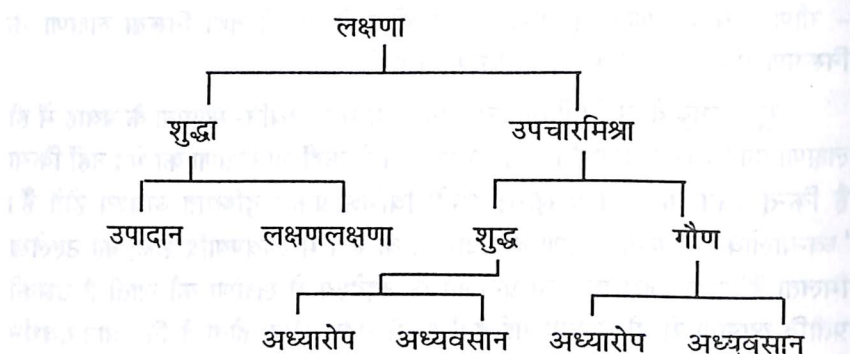 लक्षणा
शुद्धा उपचारमिश्रा
उपादान लक्षणलक्षणा शुद्ध गौण
अध्यारोप अध्यवसान अध्यारोप अध्यवसान